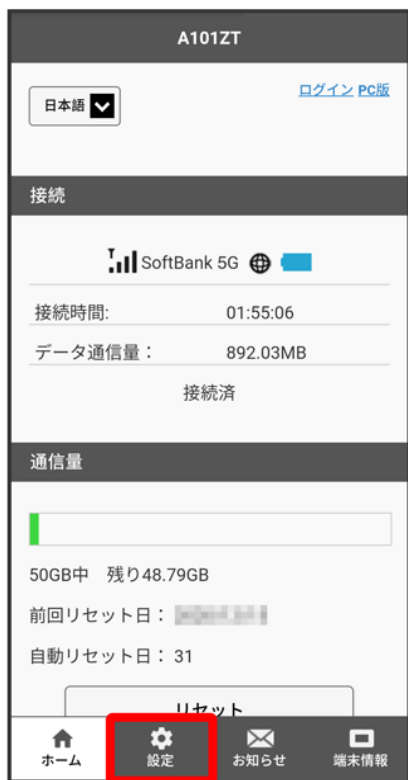 A101ZT
日本語
ログイン PC版
接続
SoftBank 5G
接続時間: 01:55:06
データ通信量： 892.03MB
接続済
通信量
50GB中 残り48.79GB
前回リセット日：
自動リセット日：31
リセット
ホーム 設定 お知らせ 端末情報